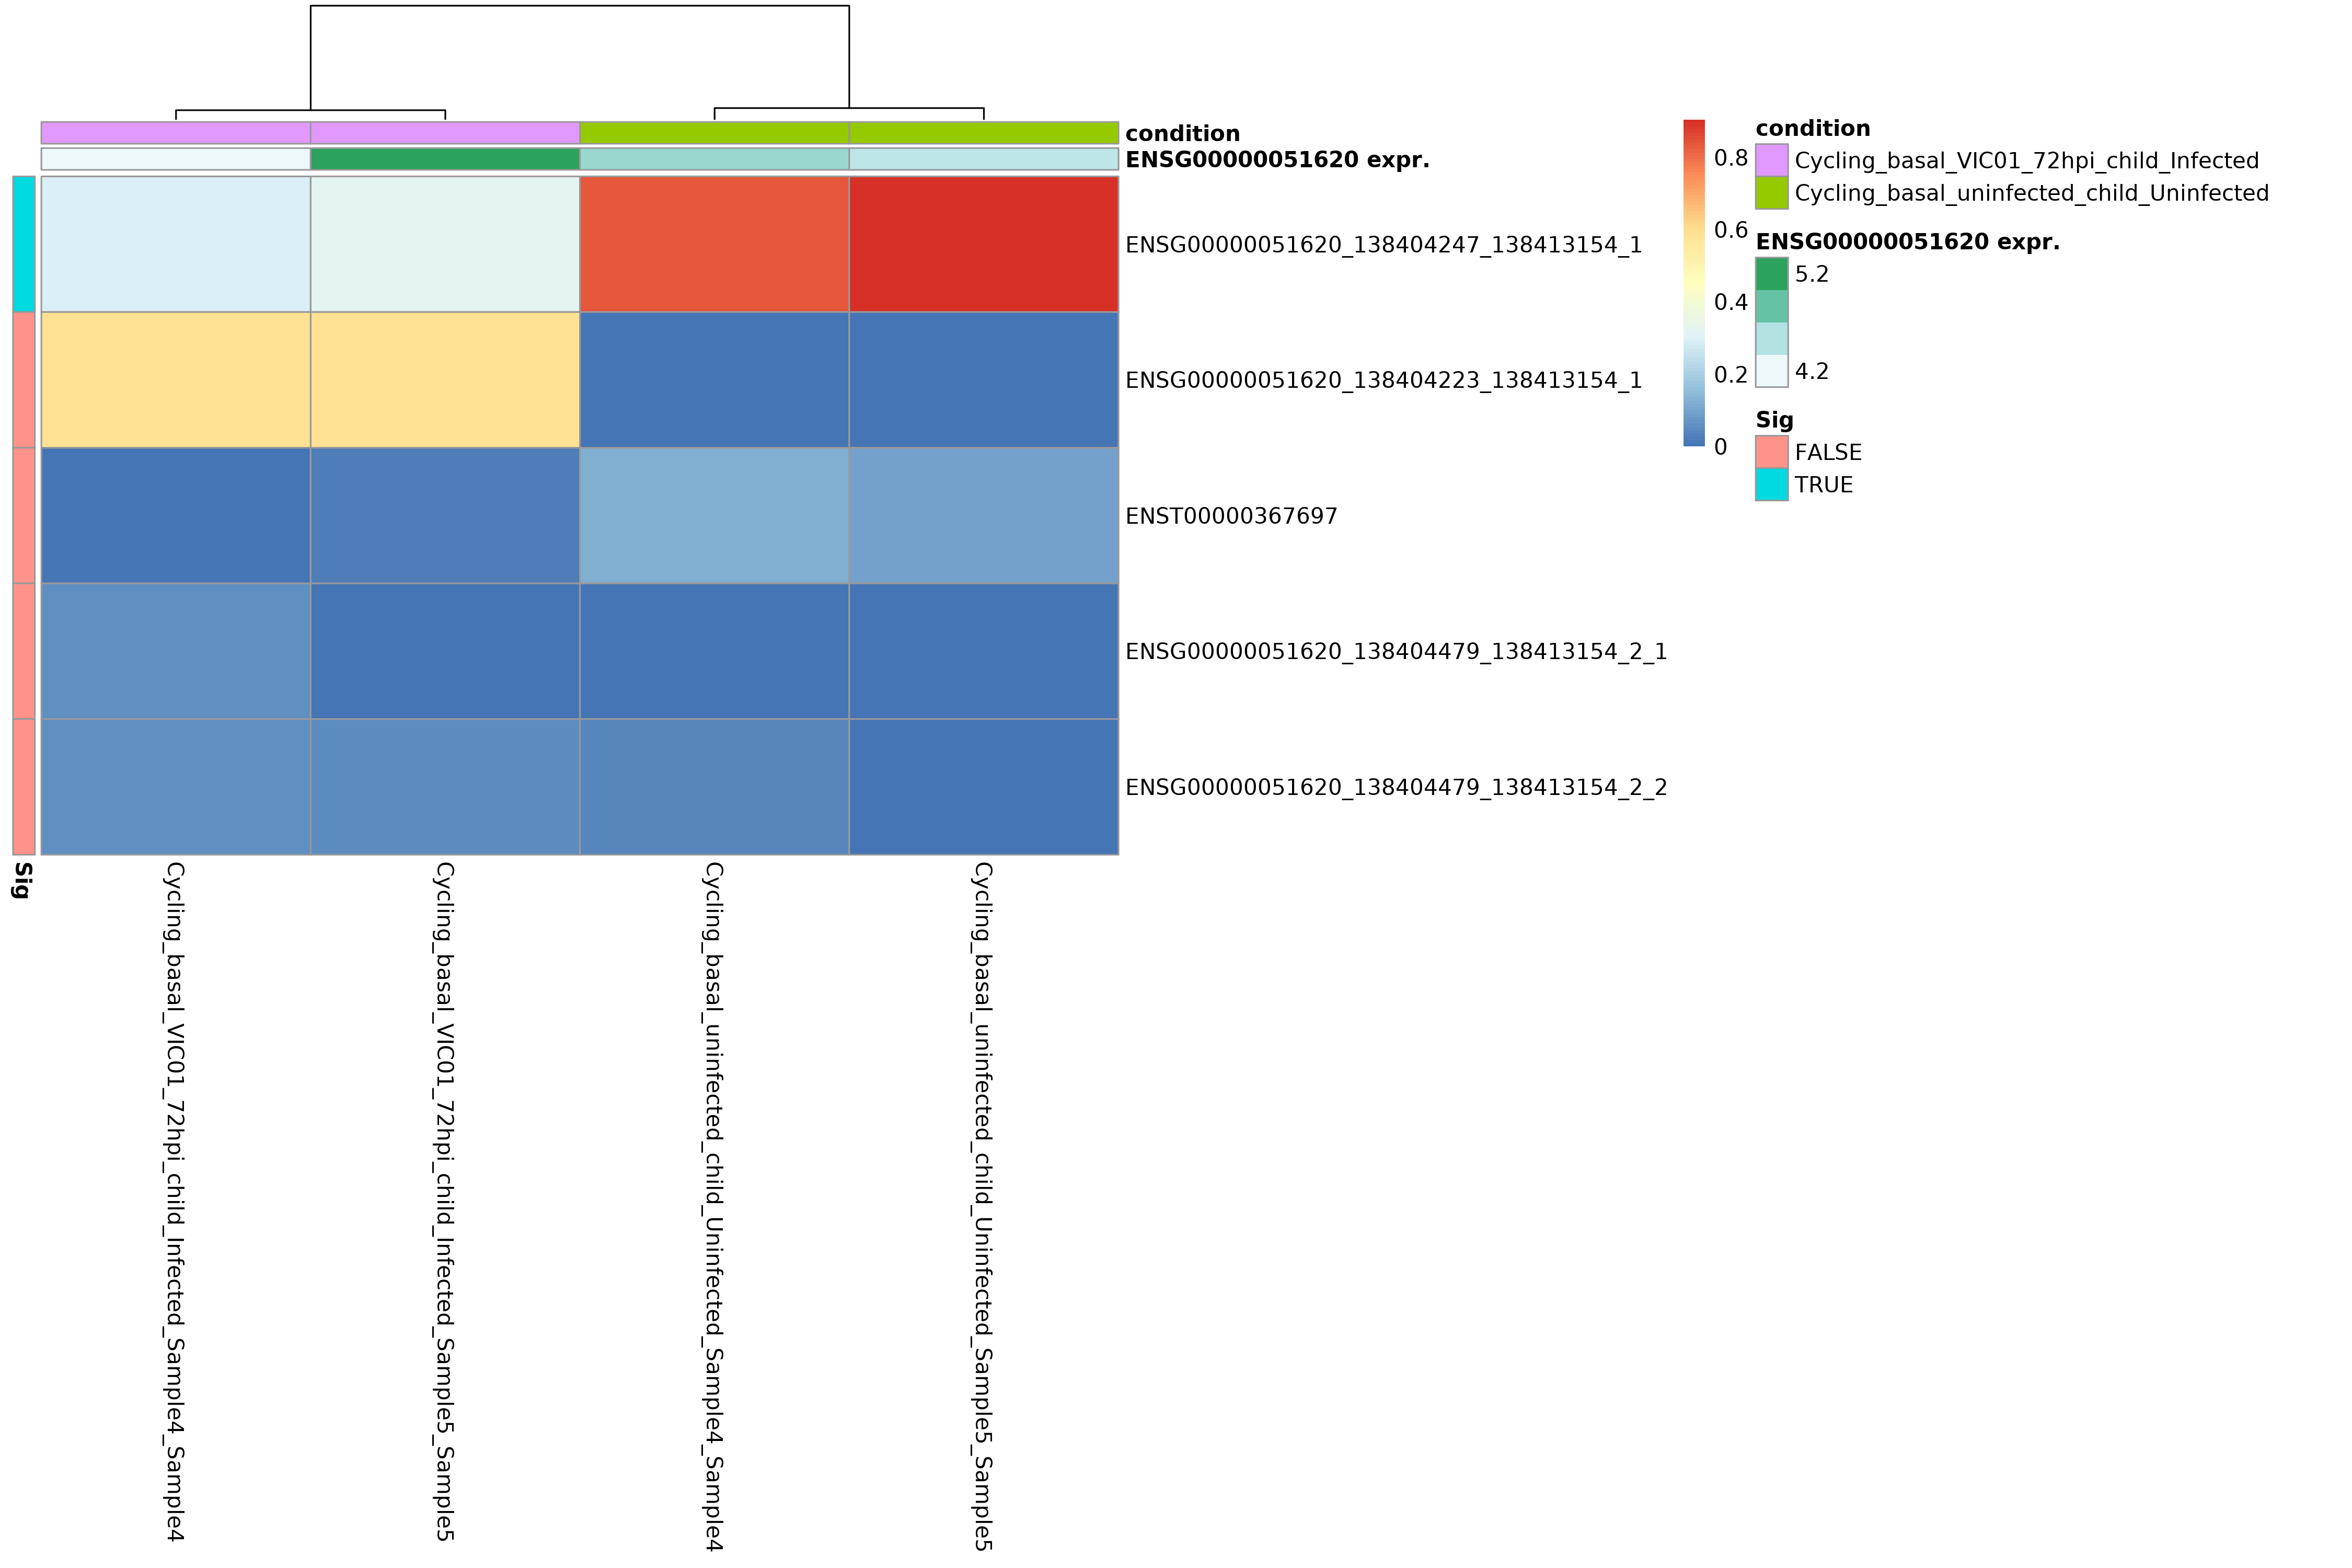 condition
ENSG00000051620 expr.
ENSG00000051620_138404247_138413154_1
ENSG00000051620_138404223_138413154_1
ENST00000367697
ENSG00000051620_138404479_138413154_2_1
ENSG00000051620_138404479_138413154_2_2
Sig
Cycling_basal_VIC01_72hpi_child_Infected_Sample4_Sample4
Cycling_basal_VIC01_72hpi_child_Infected_Sample5_Sample5
Cycling_basal_uninfected_child_Uninfected_Sample4_Sample4
Cycling_basal_uninfected_child_Uninfected_Sample5_Sample5
0.8
0.6
0.4
0.2
0
condition
Cycling_basal_VIC01_72hpi_child_Infected
Cycling_basal_uninfected_child_Uninfected
ENSG00000051620 expr.
5.2
4.2
Sig
FALSE
TRUE